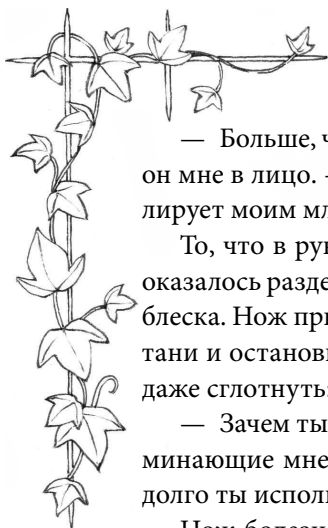 — Больше, ч
он мне в лицо. -
лирует моим мл
То, что в ру
оказалось разде
блеска. Нож при
тани и останови
даже сглотнуть
— Зачем ты
минающие мне
долго ты испол